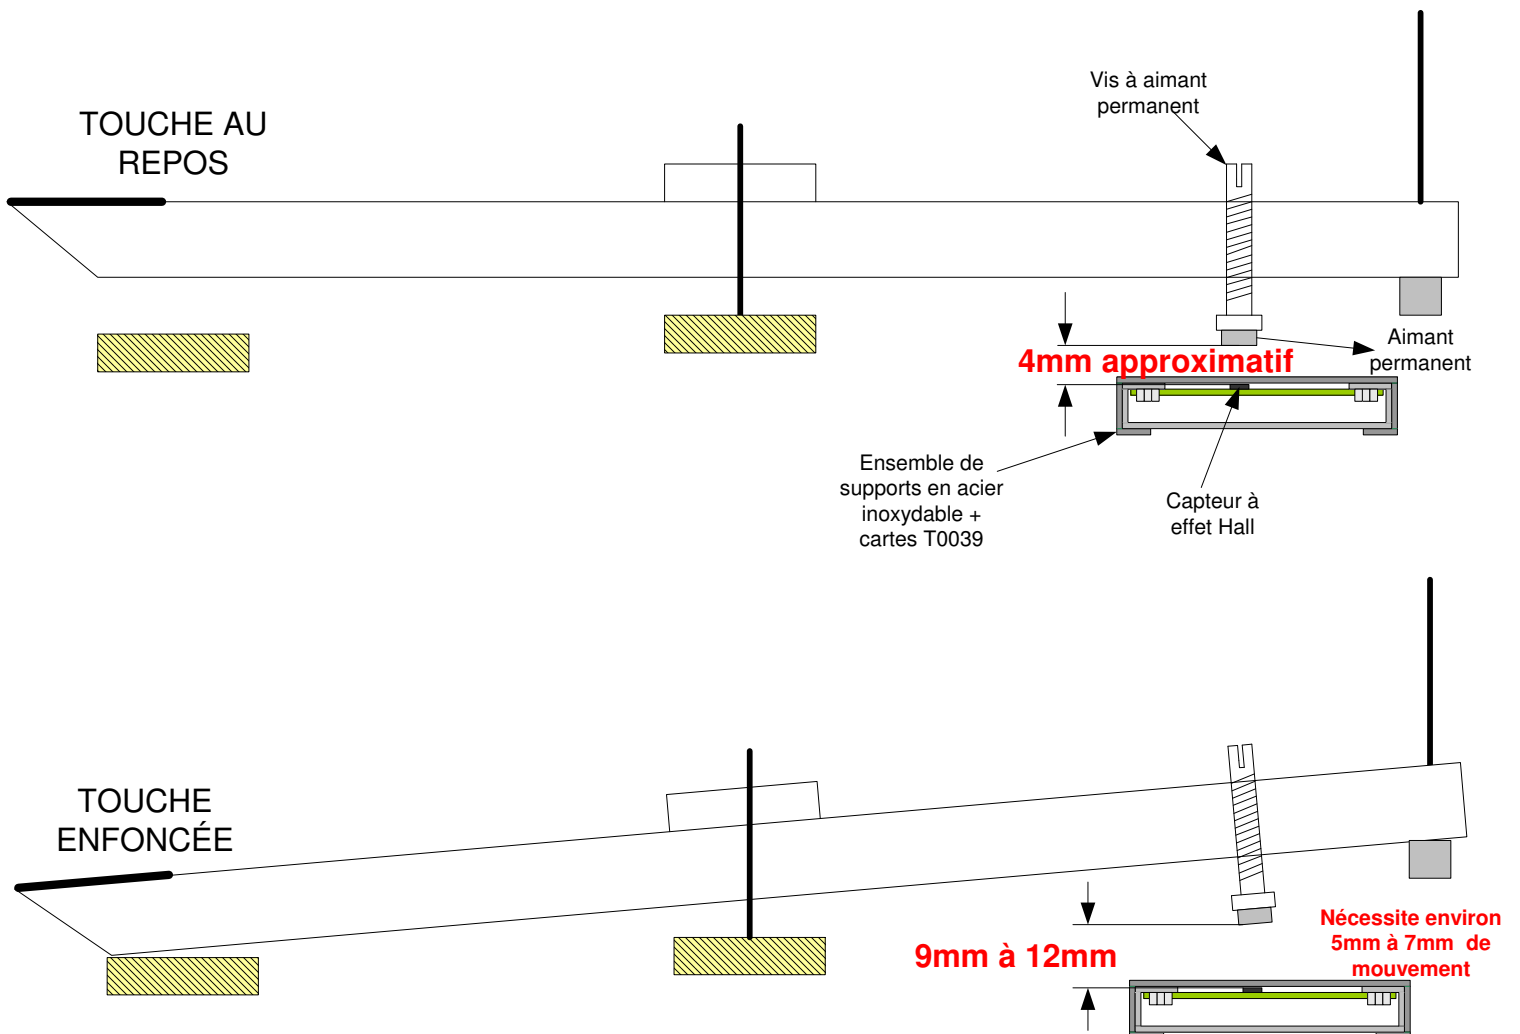 TOUCHE AU
REPOS
Vis à aimant
permanent
Aimant
permanent
4mm approximatif
Ensemble de
supports en acier
inoxydable +
cartes T0039
Capteur à
effet Hall
TOUCHE
ENFONCÉE
9mm à 12mm
Nécessite environ
5mm à 7mm de
mouvement